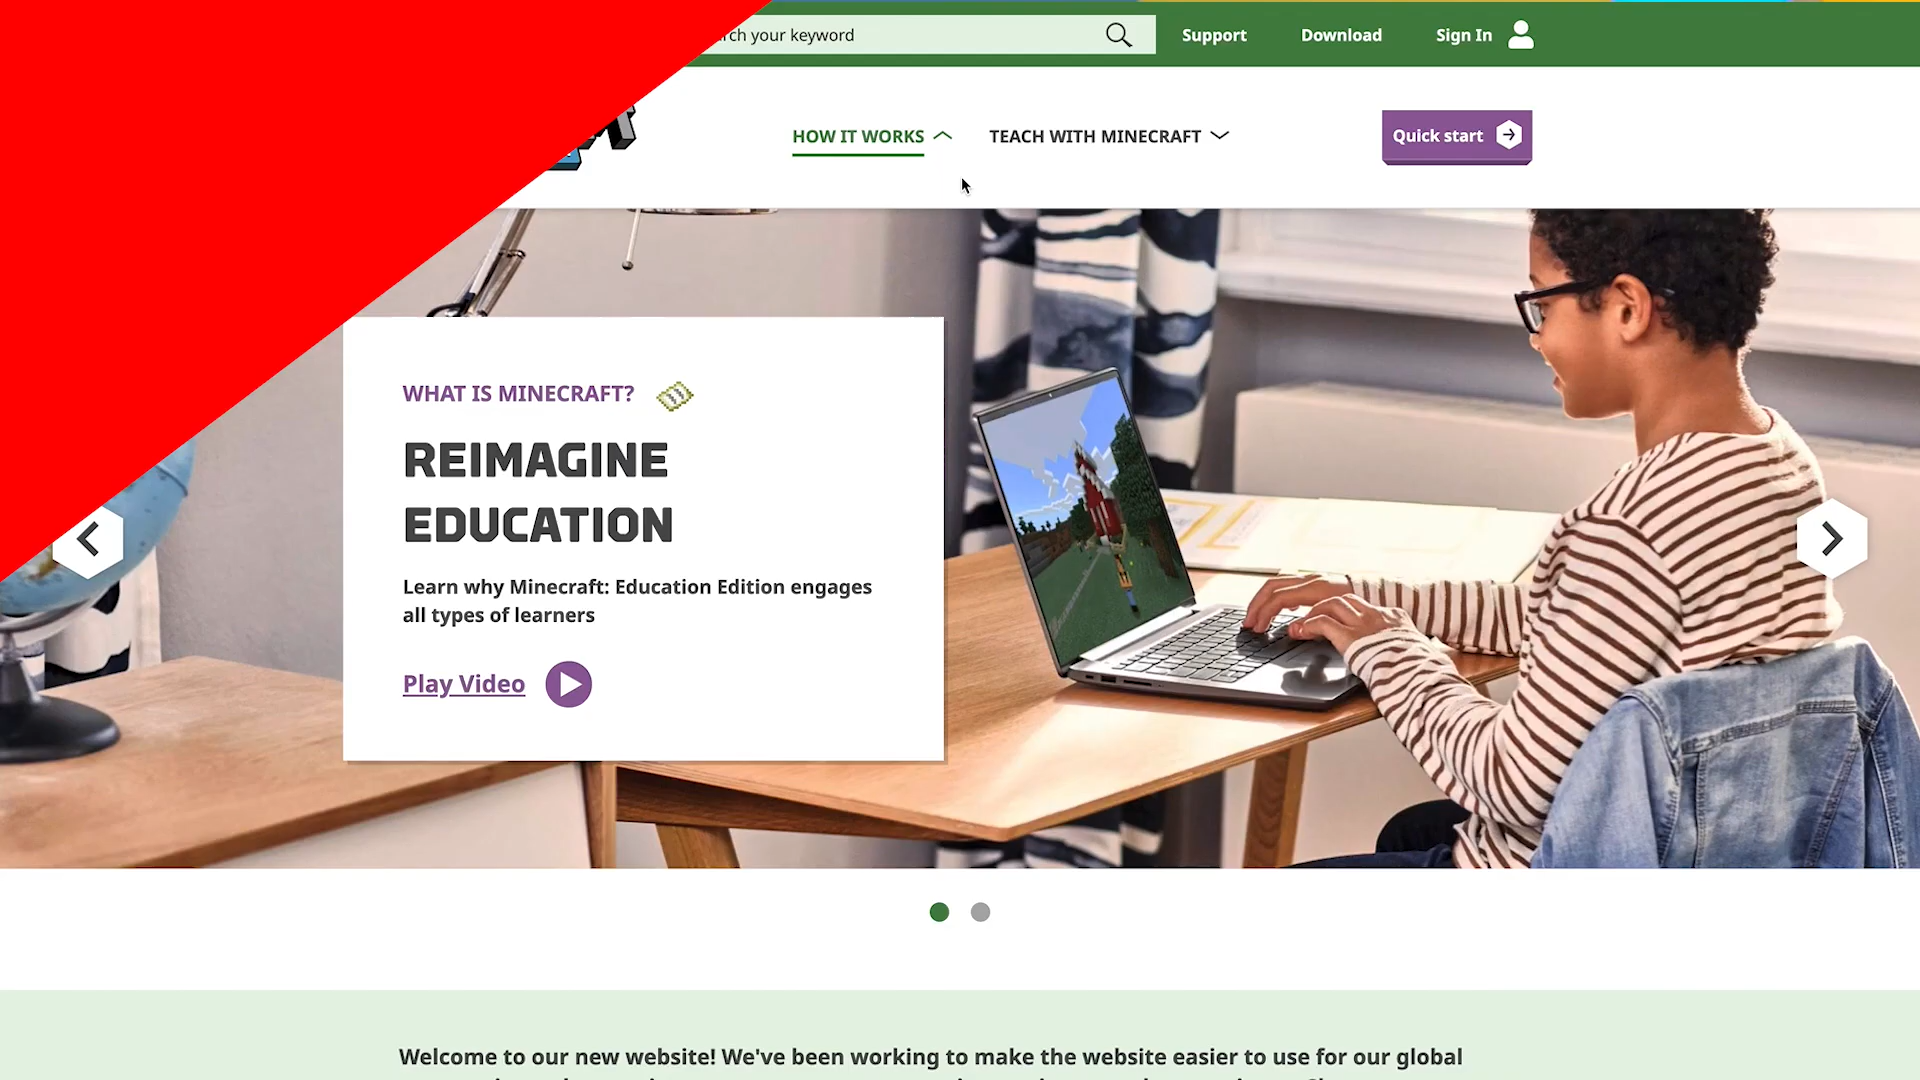 your keyword
Support
Download
Sign In
HOW IT WORKS
TEACH WITH MINECRAFT
Quick start
WHAT IS MINECRAFT?
REIMAGINE
EDUCATION
Learn why Minecraft: Education Edition engages
all types of learners
Play Video
Welcome to our new website! We've been working to make the website easier to use for our global